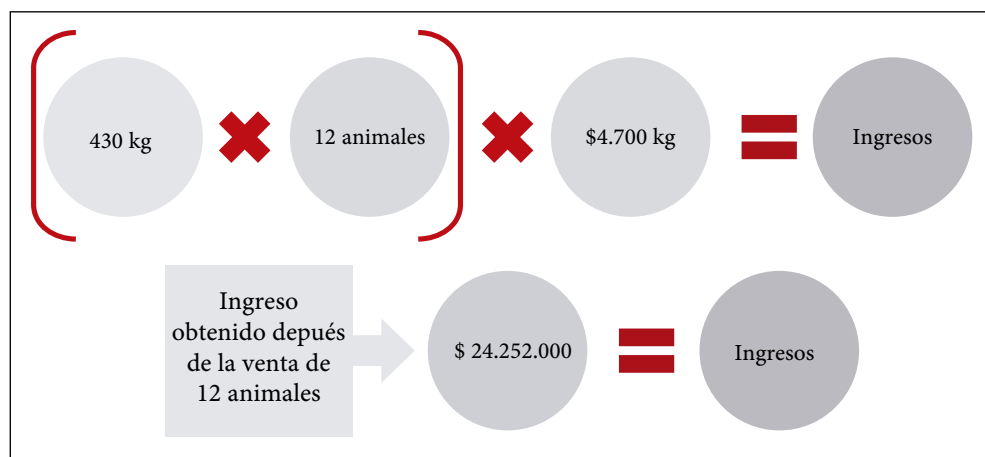 430 kg
12 animales
$4.700 kg
Ingresos
Ingreso
obtenido depués
de la venta de
12 animales
$ 24.252.000
Ingresos